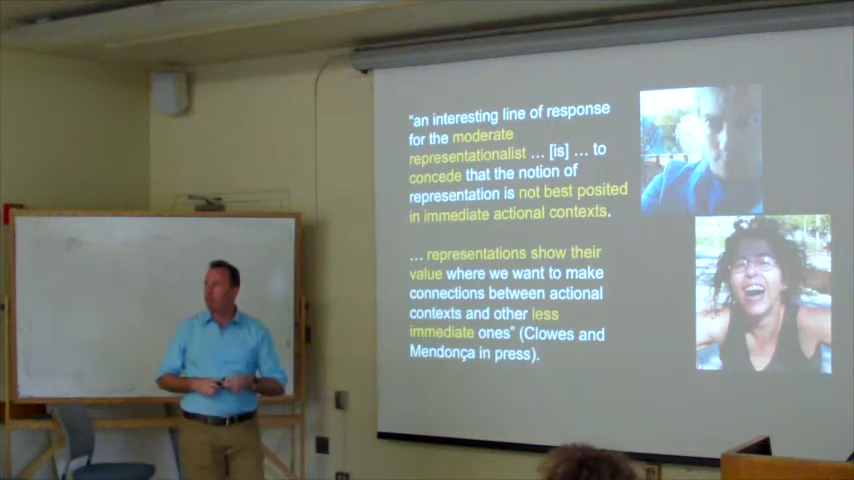 “an interesting line of response
for the moderate
representationalist … [is] … to
concede that the notion of
representation is not best posited
in immediate actional contexts.
… representations show their
value where we want to make
connections between actional
contexts and other less
immediate ones” (Clowes and
Mendonça in press).